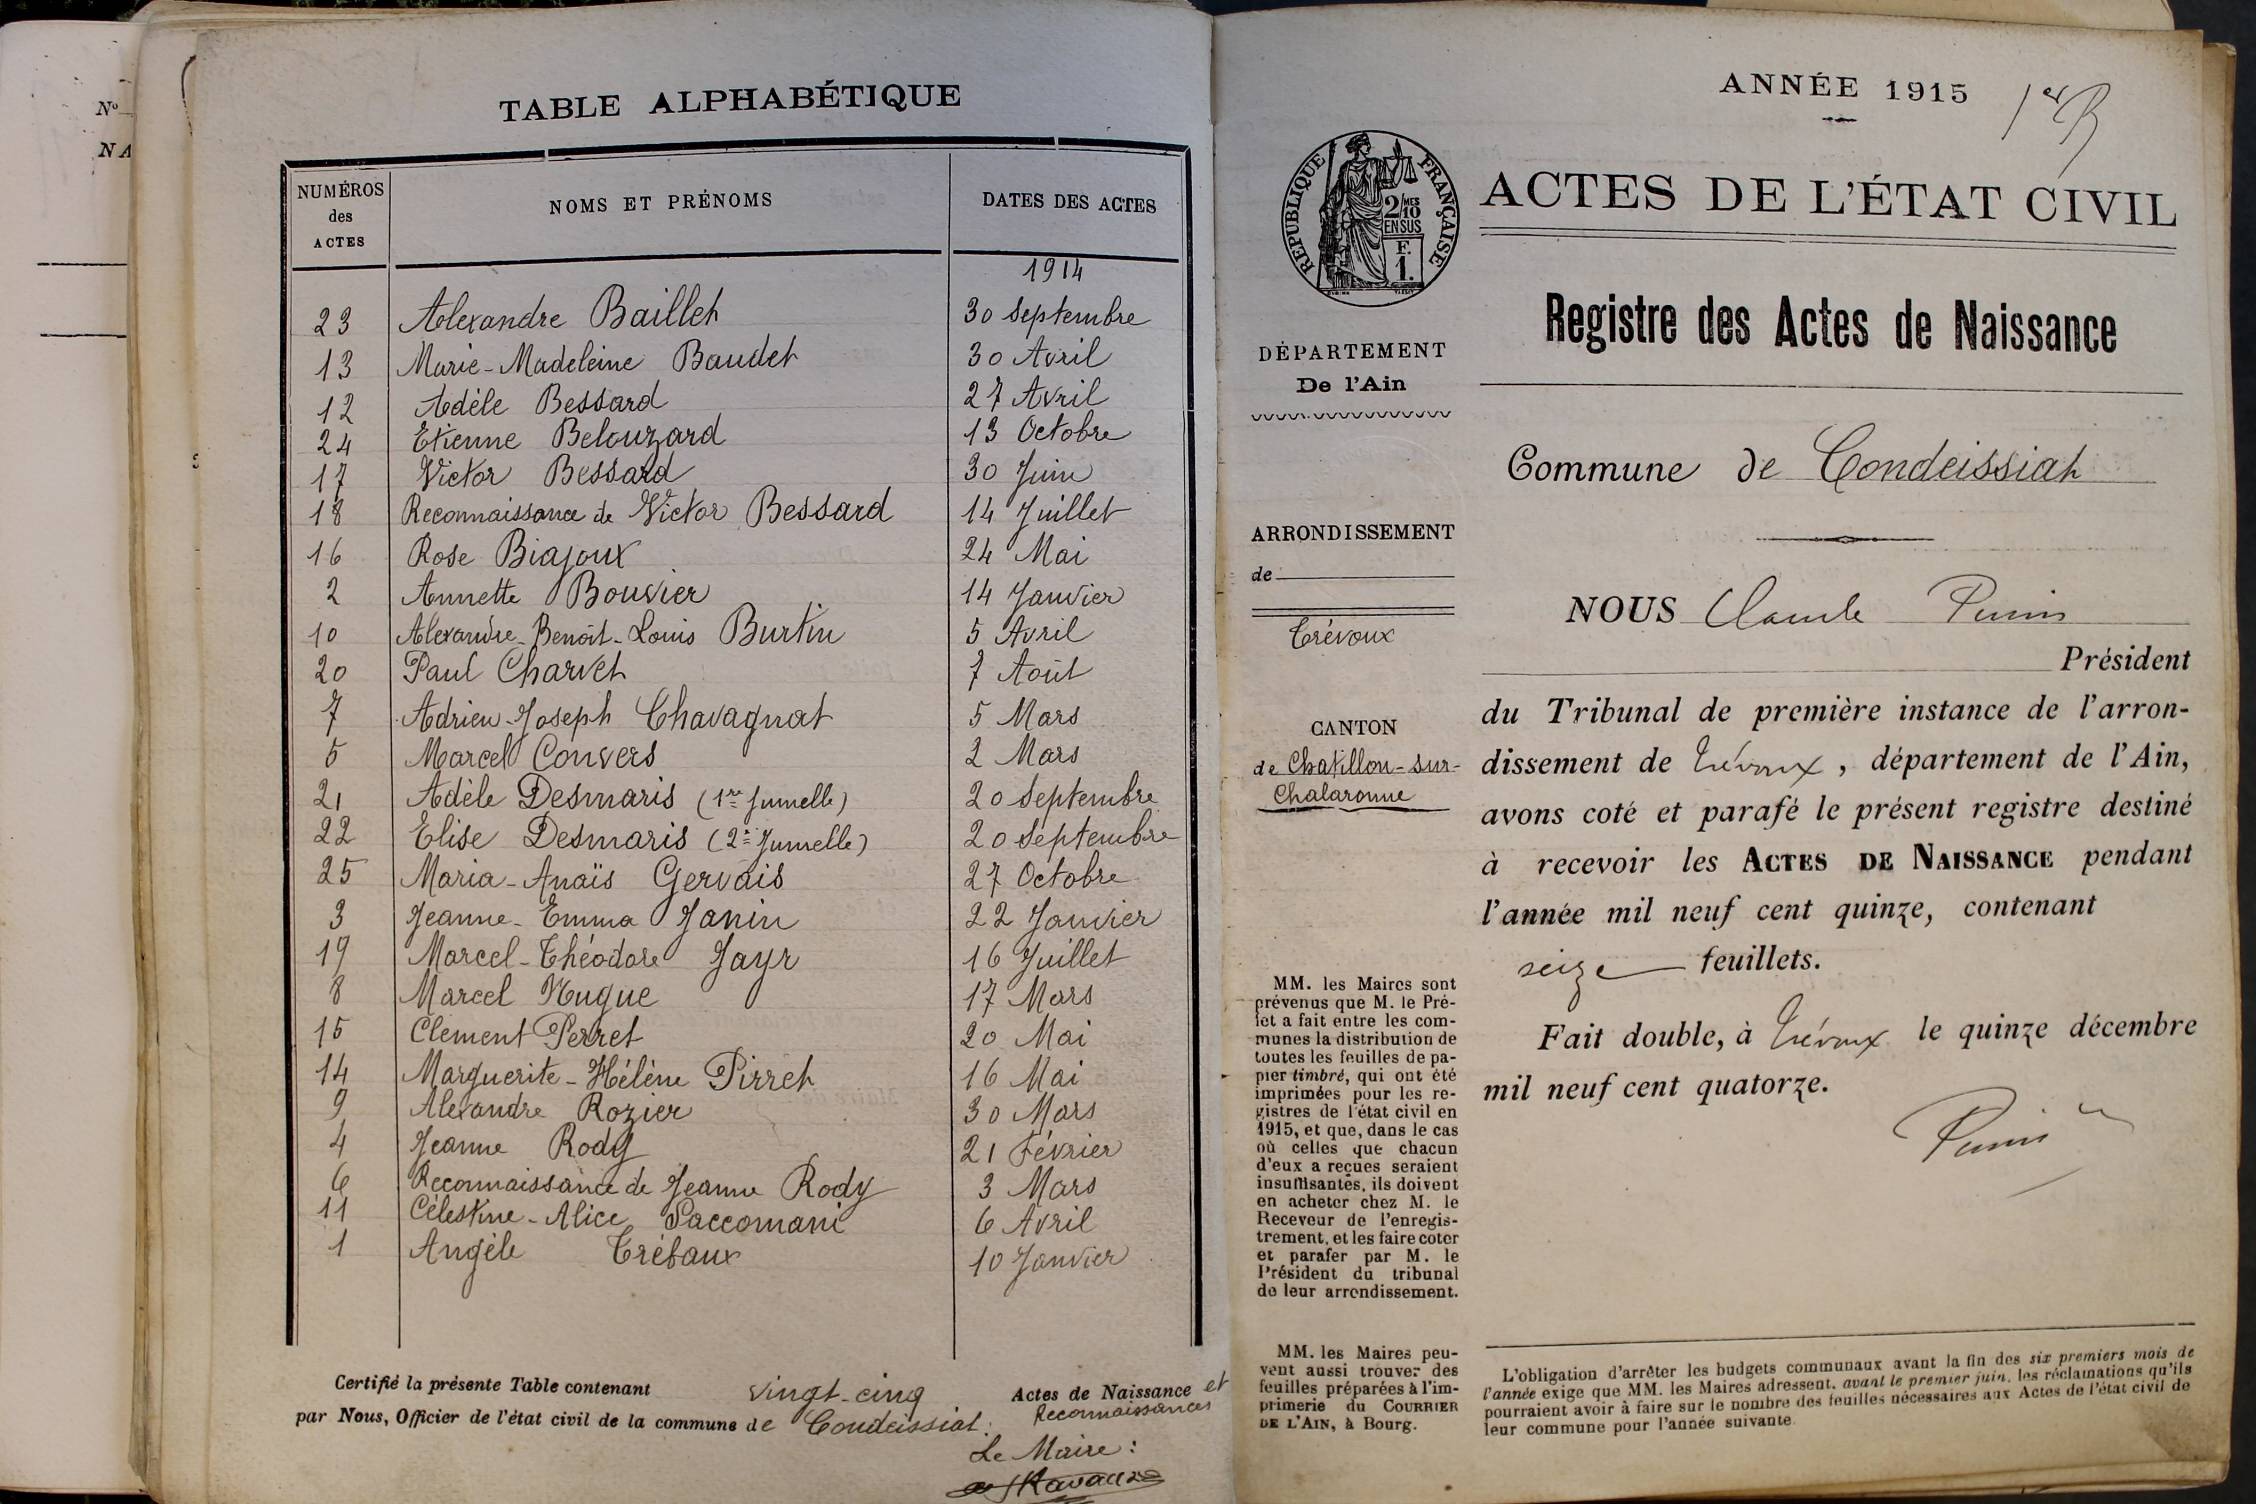 No
NA
TABLE ALPHABÉTIQUE
NUMÉROS des ACTES NOMS ET PRÉNOMS DATES DES ACTES
1914
23 Alexandre Baillet 30 Septembre
13 Marie-Madeleine Baudet 30 Avril
12 Adèle Bessard 27 Avril
24 Etienne Belouzard 13 Octobre
17 Victor Bessard 30 Juin
18 Reconnaissance de Victor Bessard 14 Juillet
16 Rose Biajoux 24 Mai
2 Annette Bouvier 14 Janvier
10 Alexandre-Benoît-Louis Burtin 5 Avril
20 Paul Charvet 7 Août
7 Adrien-Joseph Chavagnat 5 Mars
5 Marcel Convers 2 Mars
21 Adèle Desmaris (1re Jumelle) 20 Septembre
22 Elise Desmaris (2e Jumelle) 20 Septembre
25 Maria-Anaïs Gervais 27 Octobre
3 Jeanne-Emma Janin 22 Janvier
19 Marcel-Théodore Jayr 16 Juillet
8 Marcel Nugue 17 Mars
15 Clément Perret 20 Mai
14 Marguerite-Hélène Pirret 16 Mai
9 Alexandre Rozier 30 Mars
4 Jeanne Rody 21 Février
6 Reconnaissance de Jeanne Rody 3 Mars
11 Célestine-Alice Saccomani 6 Avril
1 Angèle Trébaux 10 Janvier
Certifié la présente Table contenant vingt-cinq Actes de Naissance et Reconnaissances
par Nous, Officier de l'état civil de la commune de Condeissiat.
Le Maire :
ANNÉE 1915
1er
RÉPUBLIQUE FRANÇAISE
2/10 MES
EN SUS
F.
1.
ACTES DE L'ÉTAT CIVIL
Registre des Actes de Naissance
DÉPARTEMENT
De l'Ain
ARRONDISSEMENT
de
Trévoux
CANTON
de Chatillon-sur-
Chalaronne
MM. les Maires sont
prévenus que M. le Pré-
fet a fait entre les com-
munes la distribution de
toutes les feuilles de pa-
pier timbré, qui ont été
imprimées pour les re-
gistres de l'état civil en
1915, et que, dans le cas
où celles que chacun
d'eux a reçues seraient
insuffisantes, ils doivent
en acheter chez M. le
Receveur de l'enregis-
trement, et les faire coter
et parafer par M. le
Président du tribunal
de leur arrondissement.
MM. les Maires peu-
vent aussi trouver des
feuilles préparées à l'im-
primerie du COURRIER
DE L'AIN, à Bourg.
Commune de Condeissiat
NOUS Claude
Président
du Tribunal de première instance de l'arron-
dissement de Trévoux, département de l'Ain,
avons coté et parafé le présent registre destiné
à recevoir les ACTES DE NAISSANCE pendant
l'année mil neuf cent quinze, contenant
seize feuillets.
Fait double, à Trévoux le quinze décembre
mil neuf cent quatorze.
L'obligation d'arrêter les budgets communaux avant la fin des six premiers mois de
l'année exige que MM. les Maires adressent, avant le premier juin, les réclamations qu'ils
pourraient avoir à faire sur le nombre des feuilles nécessaires aux Actes de l'état civil de
leur commune pour l'année suivante.